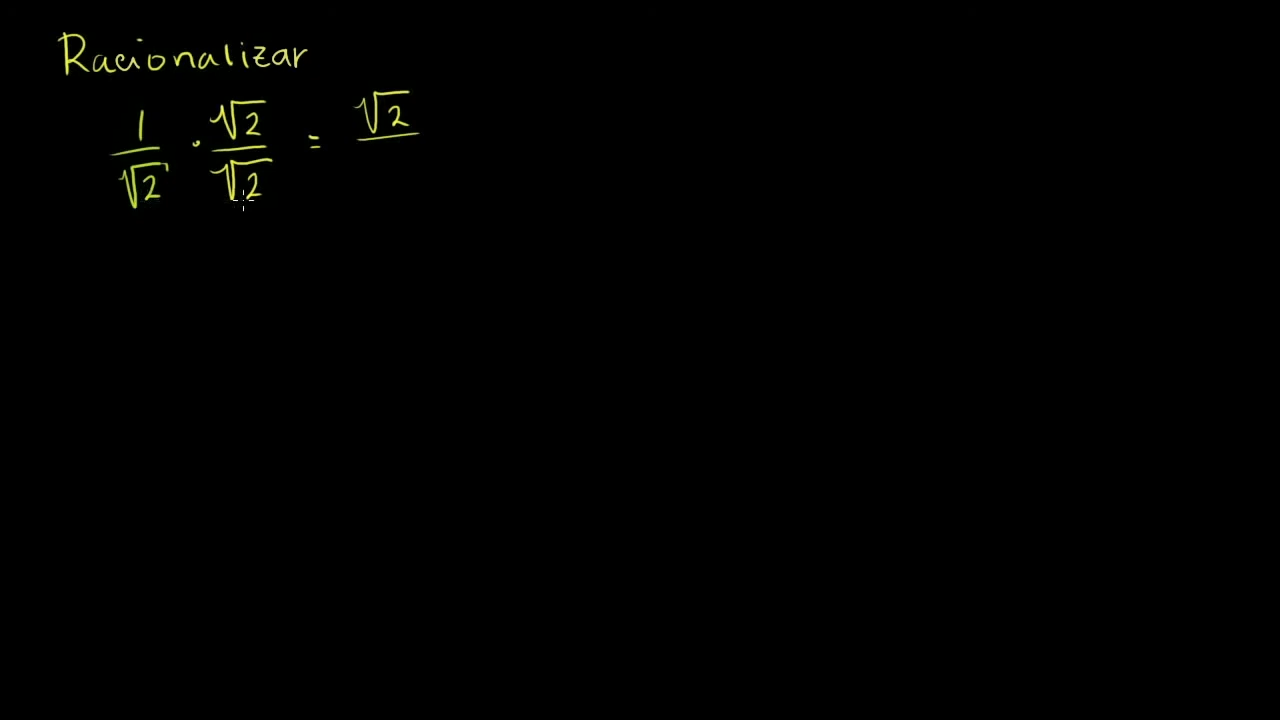 Racionalizar
1/√2 · √2/√2 = √2/